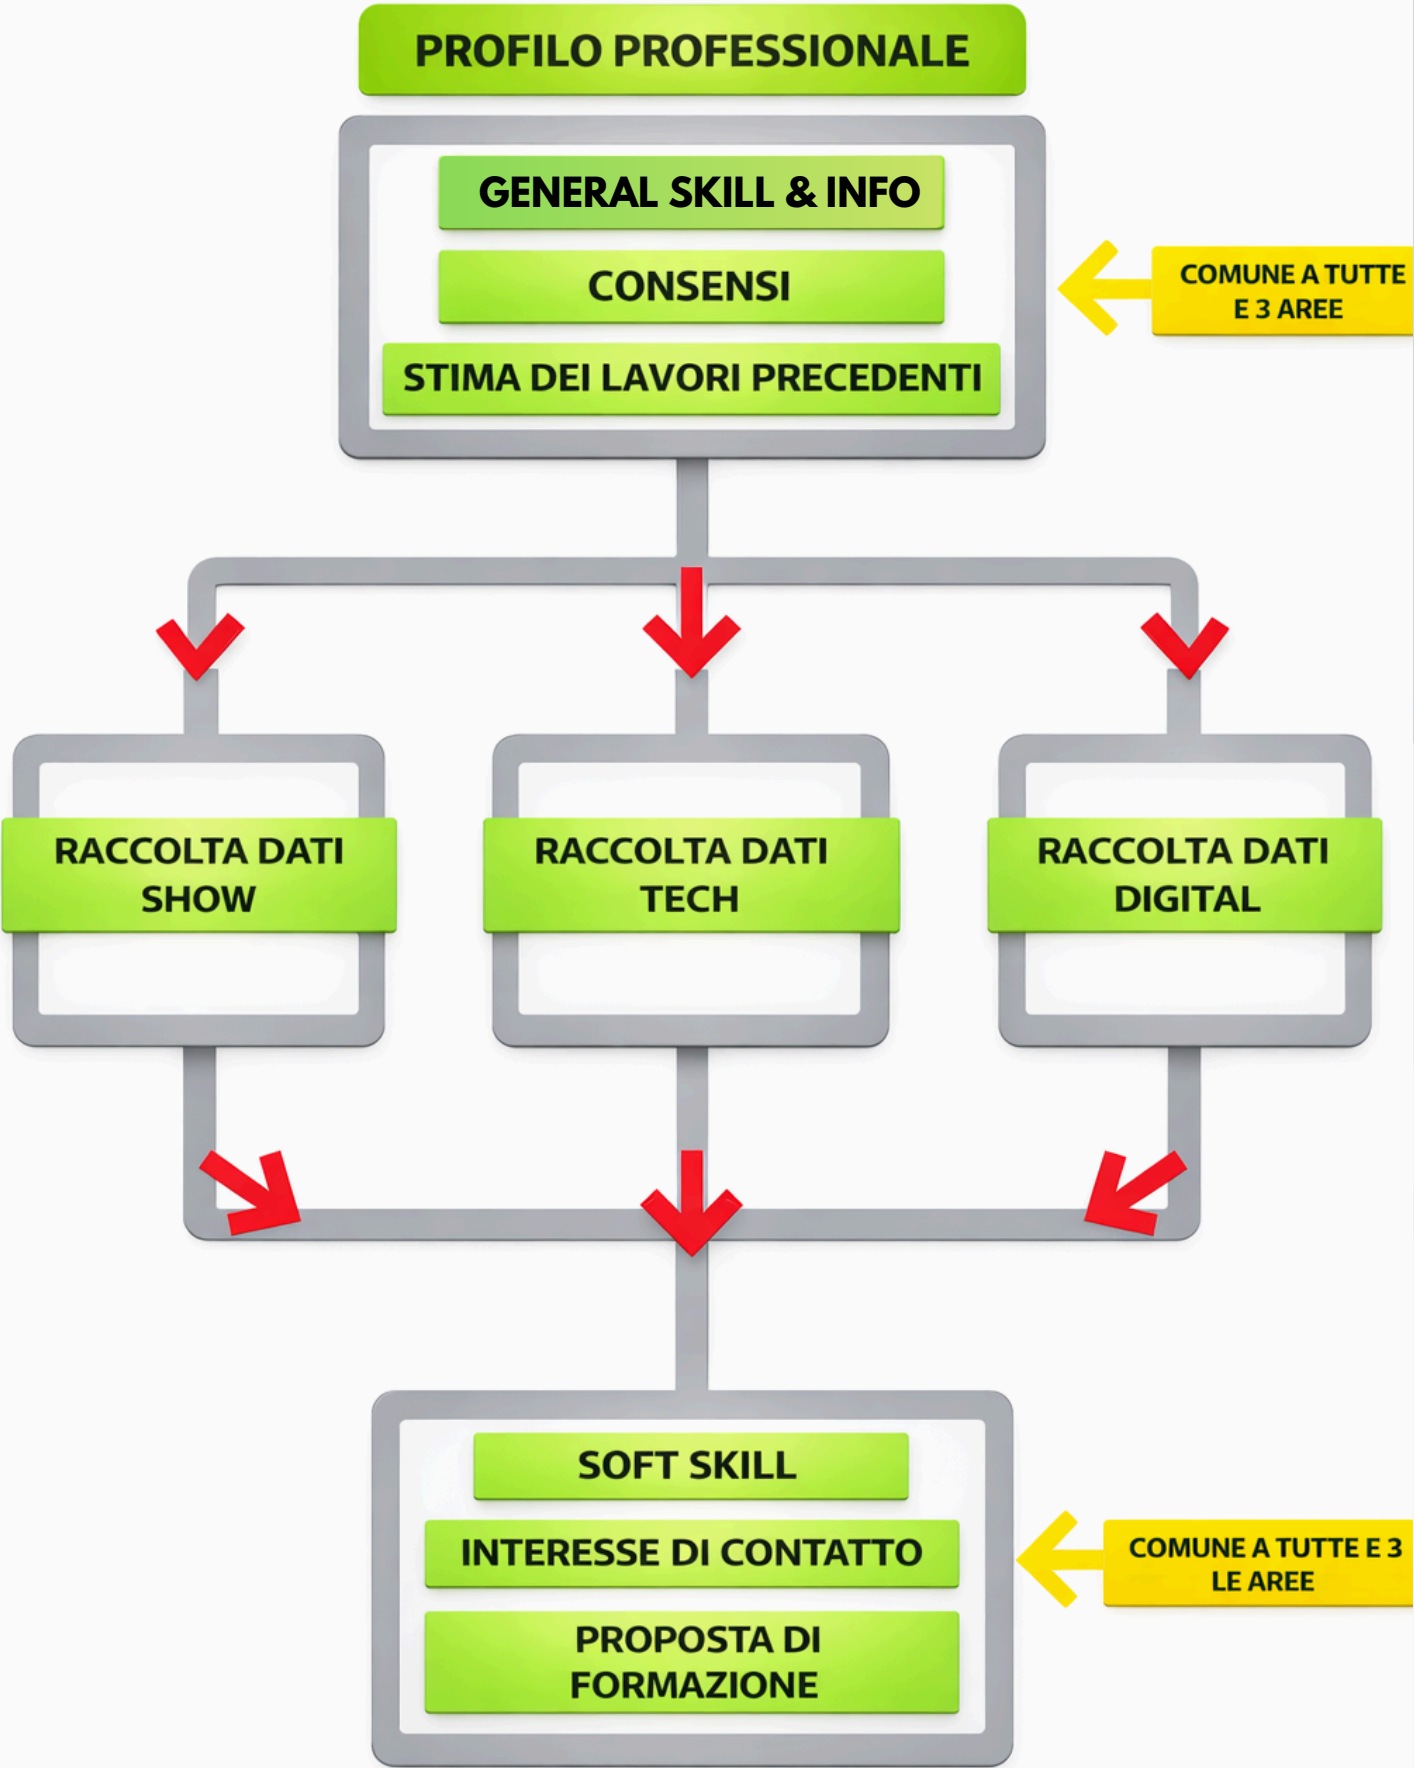 PROFILO PROFESSIONALE
GENERAL SKILL & INFO
CONSENSI
STIMA DEI LAVORI PRECEDENTI
COMUNE A TUTTE
E 3 AREE
RACCOLTA DATI
SHOW
RACCOLTA DATI
TECH
RACCOLTA DATI
DIGITAL
SOFT SKILL
INTERESSE DI CONTATTO
PROPOSTA DI
FORMAZIONE
COMUNE A TUTTE E 3
LE AREE